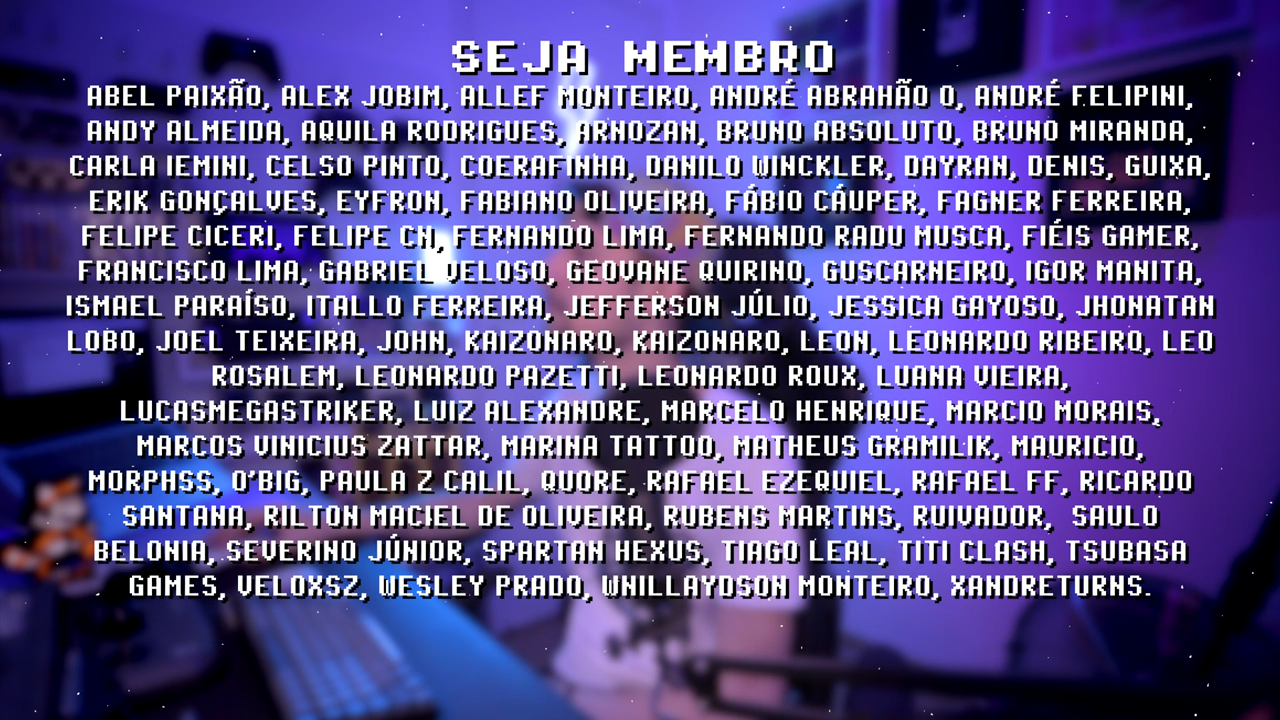 SEJA MEMBRO
ABEL PAIXÃO, ALEX JOBIM, ALLEF MONTEIRO, ANDRÉ ABRAHÃO O, ANDRÉ FELIPINI,
ANDY ALMEIDA, AQUILA RODRIGUES, ARNOZAN, BRUNO ABSOLUTO, BRUNO MIRANDA,
CARLA IEMINI, CELSO PINTO, COERAFINHA, DANILO WINCKLER, DAYRAN, DENIS, GUIXA,
ERIK GONÇALVES, EYFRON, FABIANO OLIVEIRA, FÁBIO CÁUPER, FAGNER FERREIRA,
FELIPE CICERI, FELIPE CN, FERNANDO LIMA, FERNANDO RADU MUSCA, FIÉIS GAMER,
FRANCISCO LIMA, GABRIEL VELOSO, GEOVANE QUIRINO, GUSCARNEIRO, IGOR MANITA,
ISMAEL PARAÍSO, ITALLO FERREIRA, JEFFERSON JÚLIO, JESSICA GAYOSO, JHONATAN
LOBO, JOEL TEIXEIRA, JOHN, KAIZONARO, KAIZONARO, LEON, LEONARDO RIBEIRO, LEO
ROSALEM, LEONARDO PAZETTI, LEONARDO ROUX, LUANA VIEIRA,
LUCASMEGASTRIKER, LUIZ ALEXANDRE, MARCELO HENRIQUE, MARCIO MORAIS,
MARCOS VINICIUS ZATTAR, MARINA TATTOO, MATHEUS GRAMILIK, MAURICIO,
MORPHSS, O'BIG, PAULA Z CALIL, QUORE, RAFAEL EZEQUIEL, RAFAEL FF, RICARDO
SANTANA, RILTON MACIEL DE OLIVEIRA, RUBENS MARTINS, RUIVADOR,  SAULO
BELONIA, SEVERINO JÚNIOR, SPARTAN HEXUS, TIAGO LEAL, TITI CLASH, TSUBASA
GAMES, VELOXSZ, WESLEY PRADO, WNILLAYDSON MONTEIRO, XANDRETURNS.